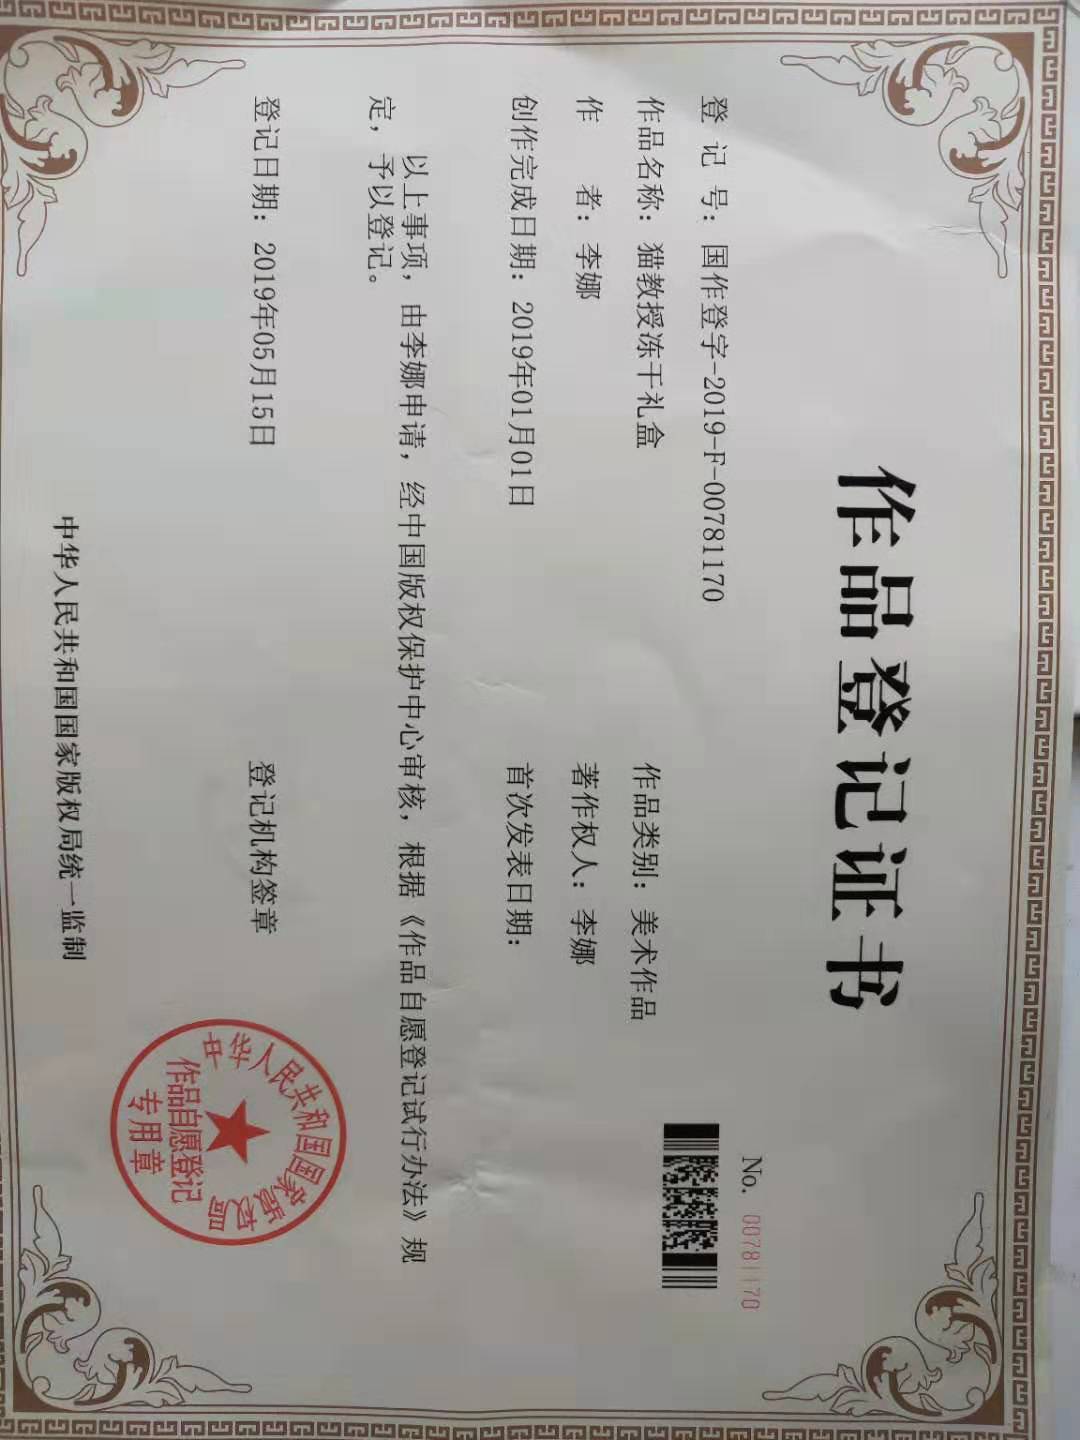 作品登记证书
No. 00781170
登 记 号： 国作登字-2019-F-00781170
作品名称： 猫教授冻干礼盒
作品类别： 美术作品
作 者： 李娜
著作权人： 李娜
创作完成日期： 2019年01月01日
首次发表日期：
以上事项，由李娜申请，经中国版权保护中心审核，根据《作品自愿登记试行办法》规
定，予以登记。
登记日期： 2019年05月15日
登记机构签章
中华人民共和国国家版权局
作品自愿登记
专用章
中华人民共和国国家版权局统一监制